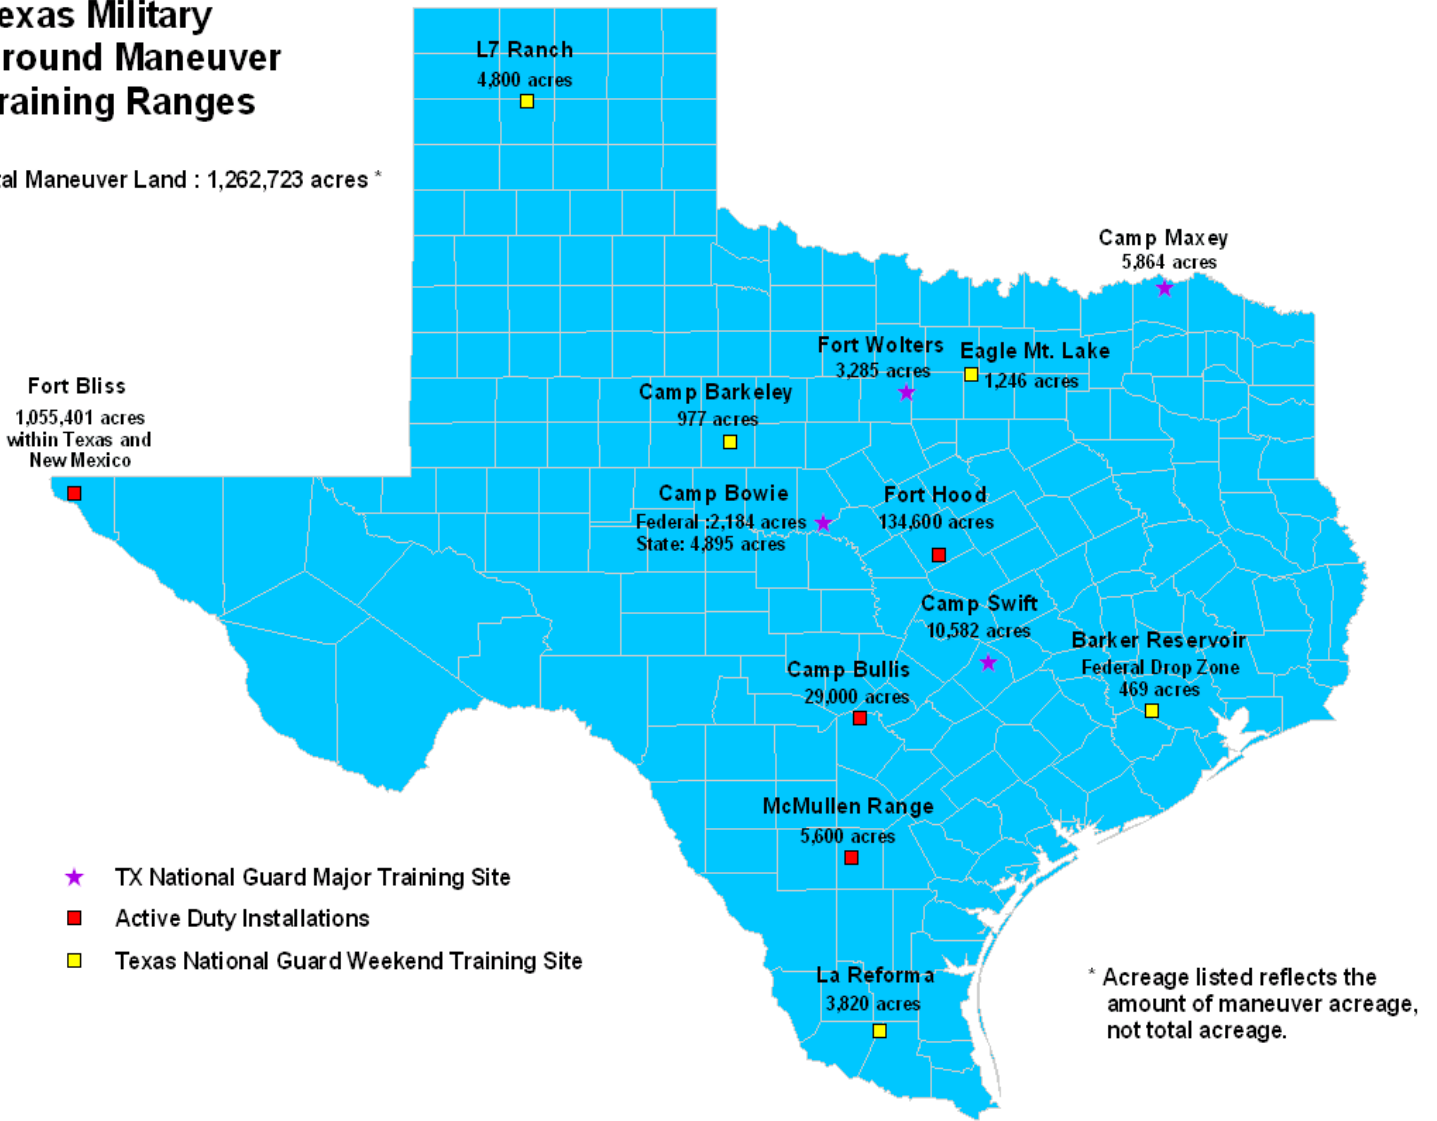 exas Military
round Maneuver
raining Ranges
tal Maneuver Land : 1,262,723 acres *
L7 Ranch
4,800 acres
Camp Maxey
5,864 acres
Fort Wolters
3,285 acres
Eagle Mt. Lake
1,246 acres
Fort Bliss
1,055,401 acres
within Texas and
New Mexico
Camp Barkeley
977 acres
Camp Bowie
Federal :2,184 acres
State: 4,895 acres
Fort Hood
134,600 acres
Camp Swift
10,582 acres
Barker Reservoir
Federal Drop Zone
469 acres
Camp Bullis
29,000 acres
McMullen Range
5,600 acres
TX National Guard Major Training Site
Active Duty Installations
Texas National Guard Weekend Training Site
La Reforma
3,820 acres
* Acreage listed reflects the
amount of maneuver acreage,
not total acreage.